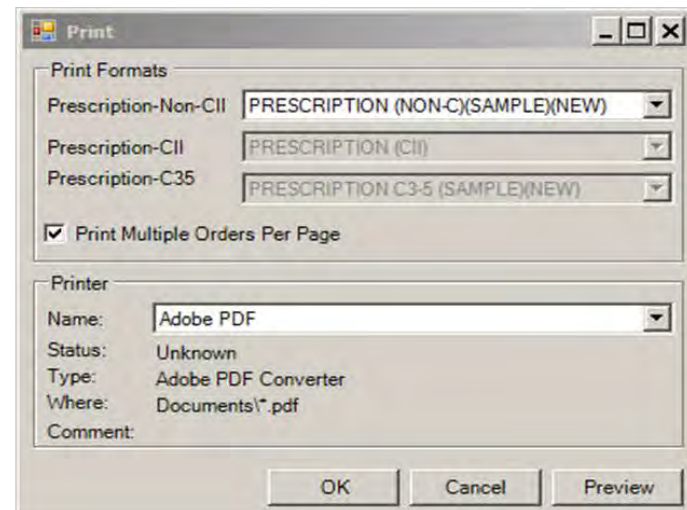 Print
Print Formats
Prescription-Non-CII PRESCRIPTION (NON-C)(SAMPLE)(NEW)
Prescription-CII PRESCRIPTION (CII)
Prescription-C35 PRESCRIPTION C3-5 (SAMPLE)(NEW)
Print Multiple Orders Per Page
Printer
Name: Adobe PDF
Status: Unknown
Type: Adobe PDF Converter
Where: Documents\*.pdf
Comment:
OK Cancel Preview